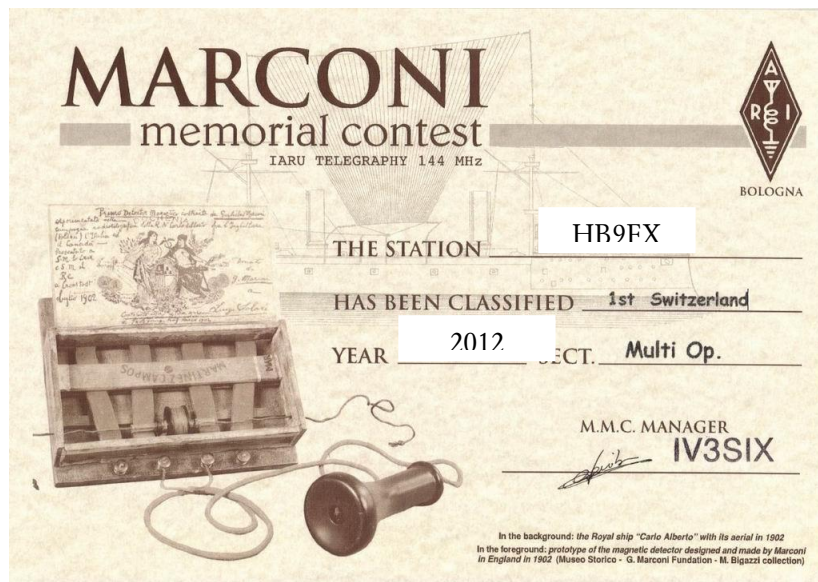 MARCONI
memorial contest
IARU TELEGRAPHY 144 MHz
A
R I
BOLOGNA
THE STATION HB9FX
HAS BEEN CLASSIFIED 1st Switzerland
YEAR 2012 SECT. Multi Op.
MARTINEZ CAMPOS
M.M.C. MANAGER
IV3SIX
In the background: the Royal ship "Carlo Alberto" with its aerial in 1902
In the foreground: prototype of the magnetic detector designed and made by Marconi
in England in 1902 (Museo Storico - G. Marconi Foundation - M. Bigazzi collection)